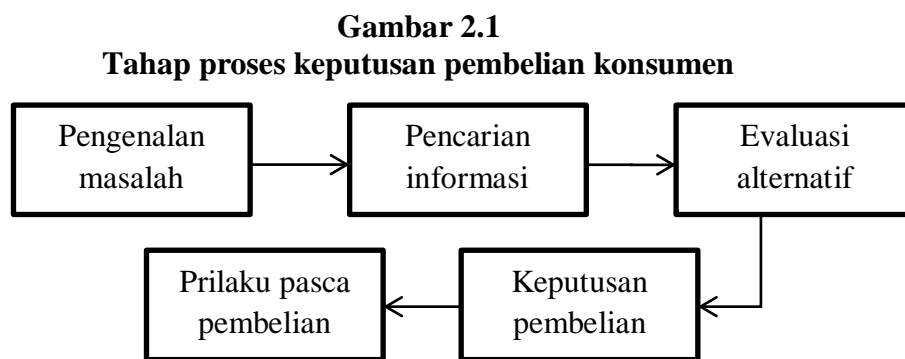 Gambar 2.1
Tahap proses keputusan pembelian konsumen
Pengenalan
masalah
Pencarian
informasi
Evaluasi
alternatif
Keputusan
pembelian
Prilaku pasca
pembelian